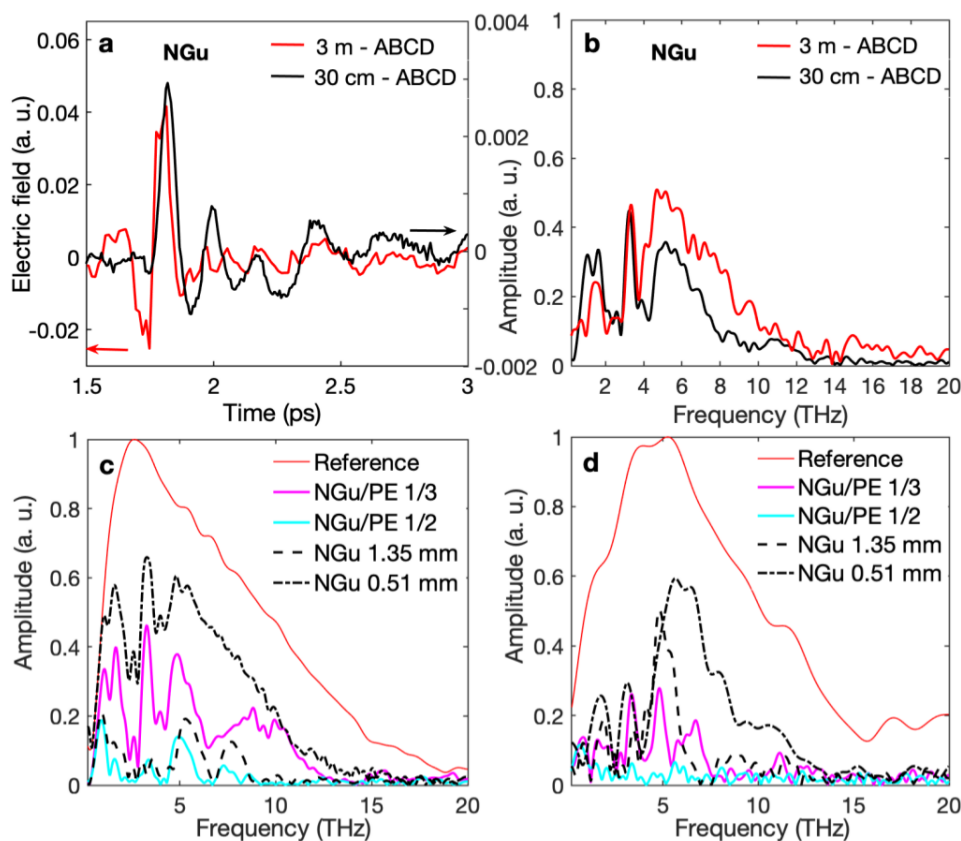 a
NGu
3 m - ABCD
30 cm - ABCD
0.06
0.04
0.02
0
-0.02
0.004
0.002
0
-0.002
Electric field (a. u.)
1.5
2
2.5
3
Time (ps)
b
NGu
3 m - ABCD
30 cm - ABCD
1
0.8
0.6
0.4
0.2
0
Amplitude (a. u.)
2
4
6
8
10
12
14
16
18
20
Frequency (THz)
c
Reference
NGu/PE 1/3
NGu/PE 1/2
NGu 1.35 mm
NGu 0.51 mm
1
0.8
0.6
0.4
0.2
0
Amplitude (a. u.)
5
10
15
20
Frequency (THz)
d
Reference
NGu/PE 1/3
NGu/PE 1/2
NGu 1.35 mm
NGu 0.51 mm
1
0.8
0.6
0.4
0.2
0
Amplitude (a. u.)
5
10
15
20
Frequency (THz)